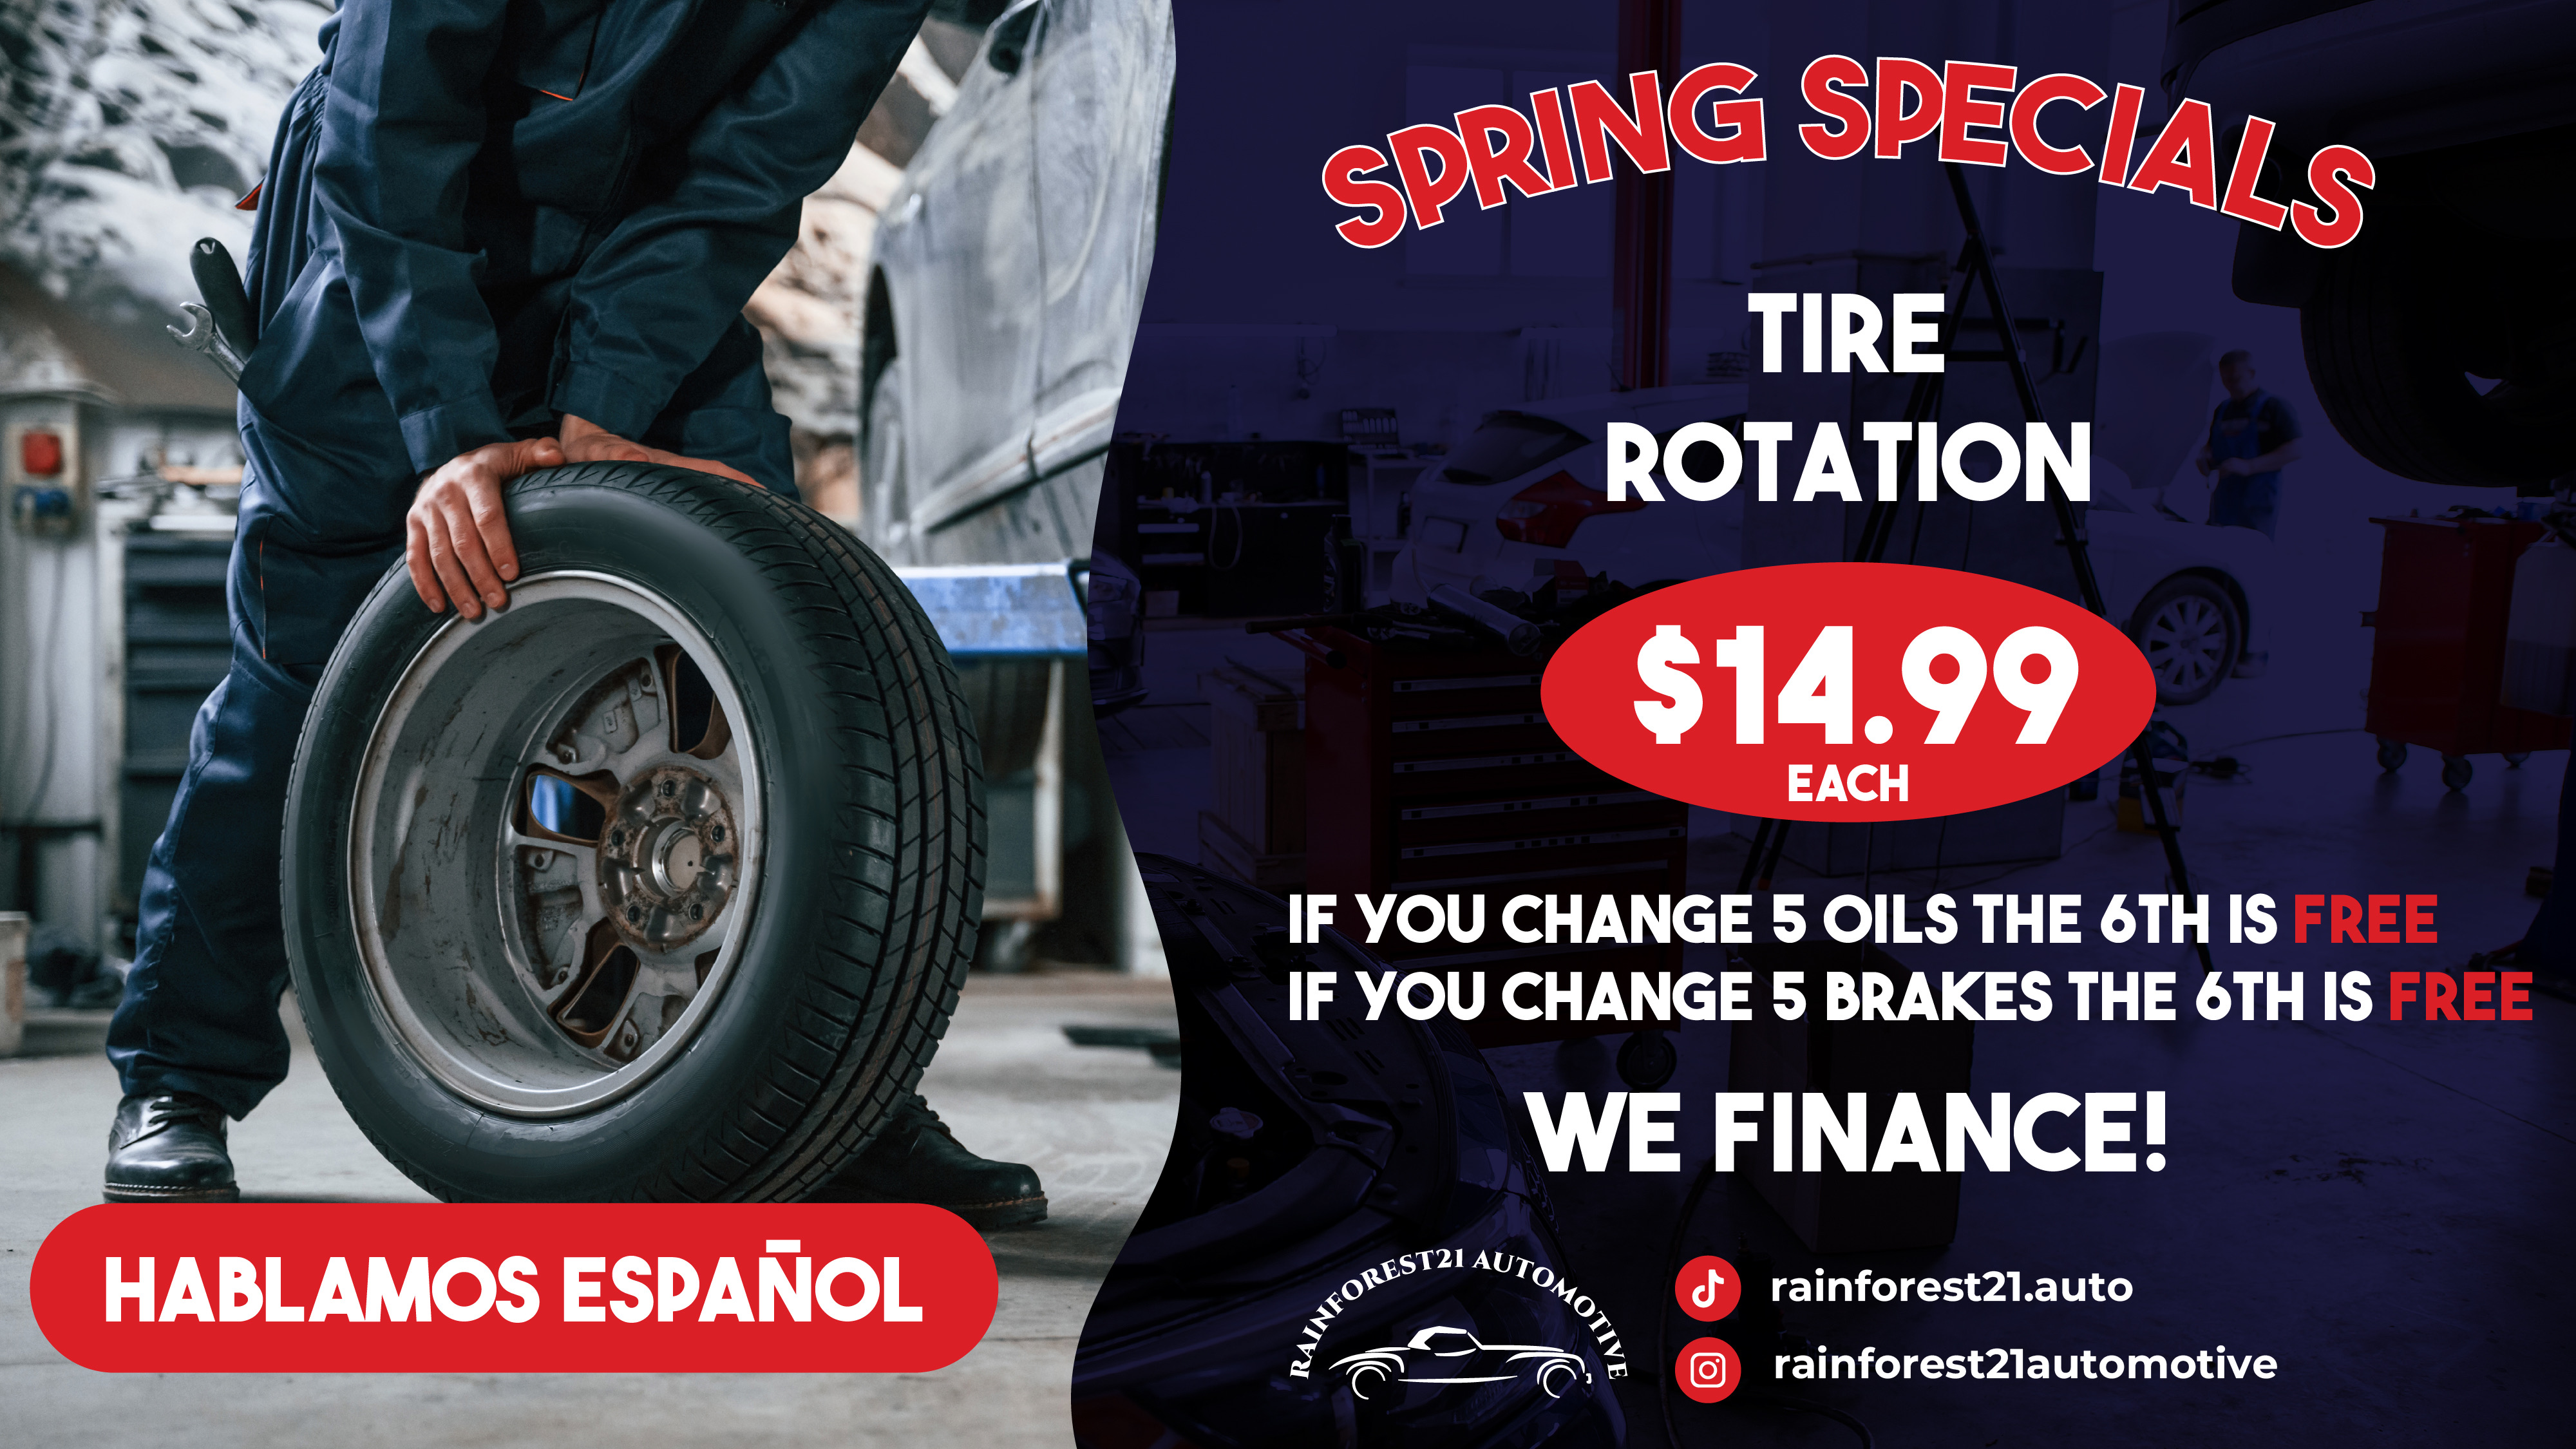 SPRING SPECIALS
TIRE
ROTATION
$14.99
EACH
IF YOU CHANGE 5 OILS THE 6TH IS FREE
IF YOU CHANGE 5 BRAKES THE 6TH IS FREE
WE FINANCE!
HABLAMOS ESPAÑOL
RAINFOREST21 AUTOMOTIVE
rainforest21.auto
rainforest21automotive